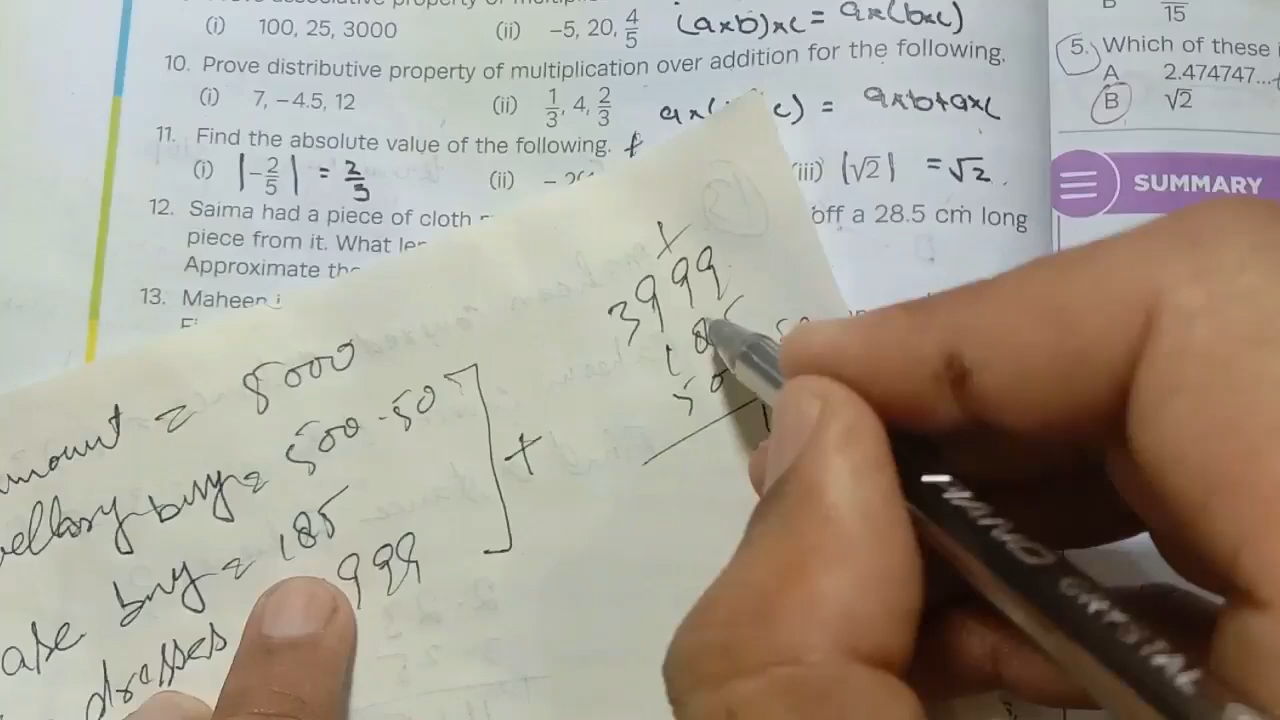 (i) 100, 25, 3000 (ii) −5, 20, 4/5 (a×b)×c = a×(b×c)
10. Prove distributive property of multiplication over addition for the following.
(i) 7, −4.5, 12 (ii) 1/3, 4, 2/3 a×( c) = a×b+a×c
11. Find the absolute value of the following.
(i) |−2/5| = 2/5 (ii) (iii) |√2| = √2
12. Saima had a piece of cloth off a 28.5 cm long
piece from it. What
Approximate
13. Maheen
15
5. Which of these
A 2.474747...
B √2
SUMMARY
= 8000
buy = 500.50
buy = 185
dresses 999
+
3999
185
50
NANO CRYSTAL